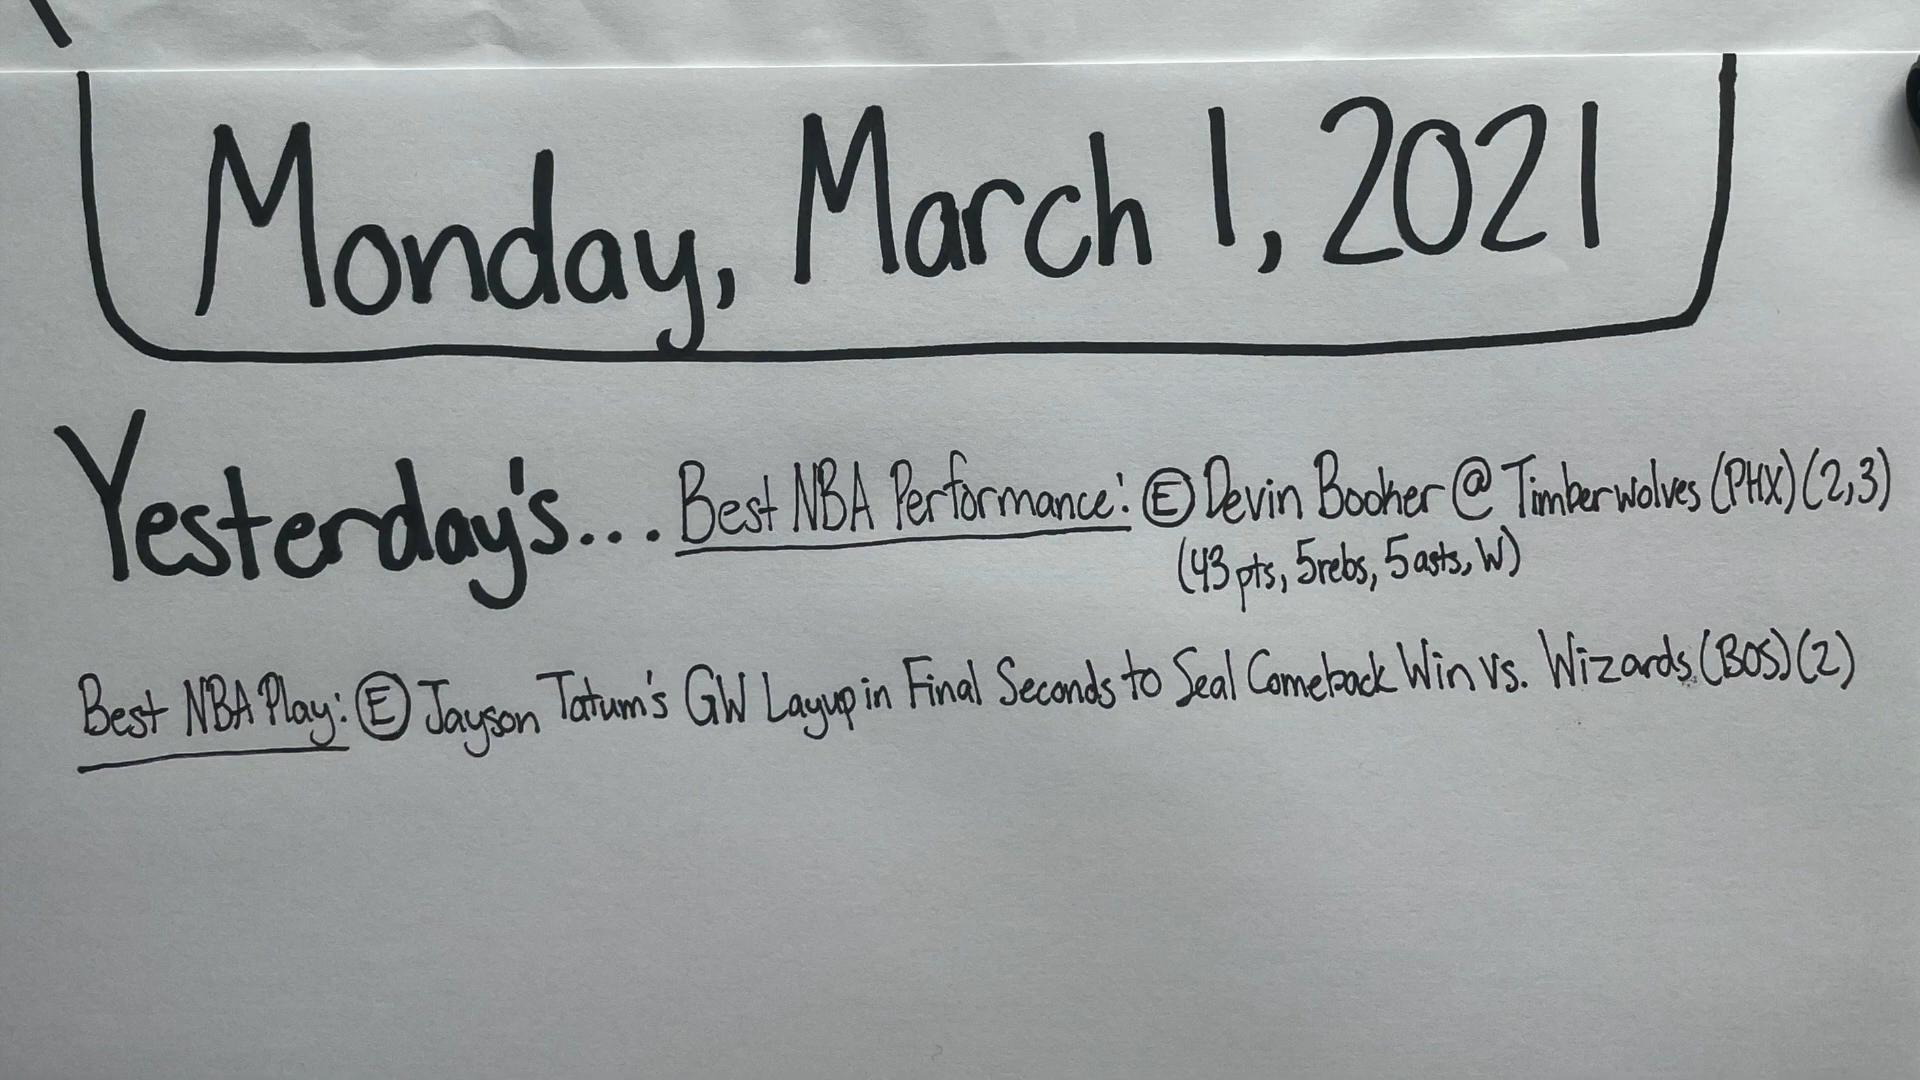 Monday, March 1, 2021
Yesterday's... Best NBA Performance: Ⓔ Devin Booker @ Timberwolves (PHX) (2,3)
(43 pts, 5 rebs, 5 asts, W)
Best NBA Play: Ⓔ Jayson Tatum's GW Layup in Final Seconds to Seal Comeback Win vs. Wizards (BOS) (2)